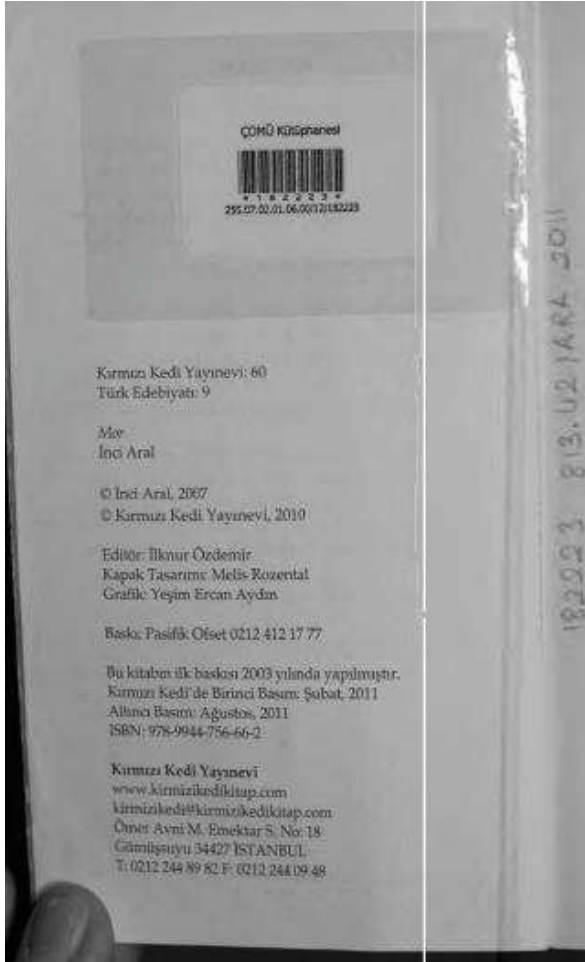 ÇOMÜ Kütüphanesi
*182223*
255.07.02.01.06.00/12/182223
Kırmızı Kedi Yayınevi: 60
Türk Edebiyatı: 9
Mor
İnci Aral
© İnci Aral, 2007
© Kırmızı Kedi Yayınevi, 2010
Editör: İlknur Özdemir
Kapak Tasarımı: Melis Rozental
Grafik: Yeşim Ercan Aydın
Baskı: Pasifik Ofset 0212 412 17 77
Bu kitabın ilk baskısı 2003 yılında yapılmıştır.
Kırmızı Kedi'de Birinci Basım: Şubat, 2011
Altıncı Basım: Ağustos, 2011
ISBN: 978-9944-756-66-2
Kırmızı Kedi Yayınevi
www.kirmizikedikitap.com
kirmizikedi@kirmizikedikitap.com
Ömer Avni M. Emektar S. No: 18
Gümüşsuyu 34427 İSTANBUL
T: 0212 244 89 82 F: 0212 244 09 48
182223 813.42 / ARA 2011